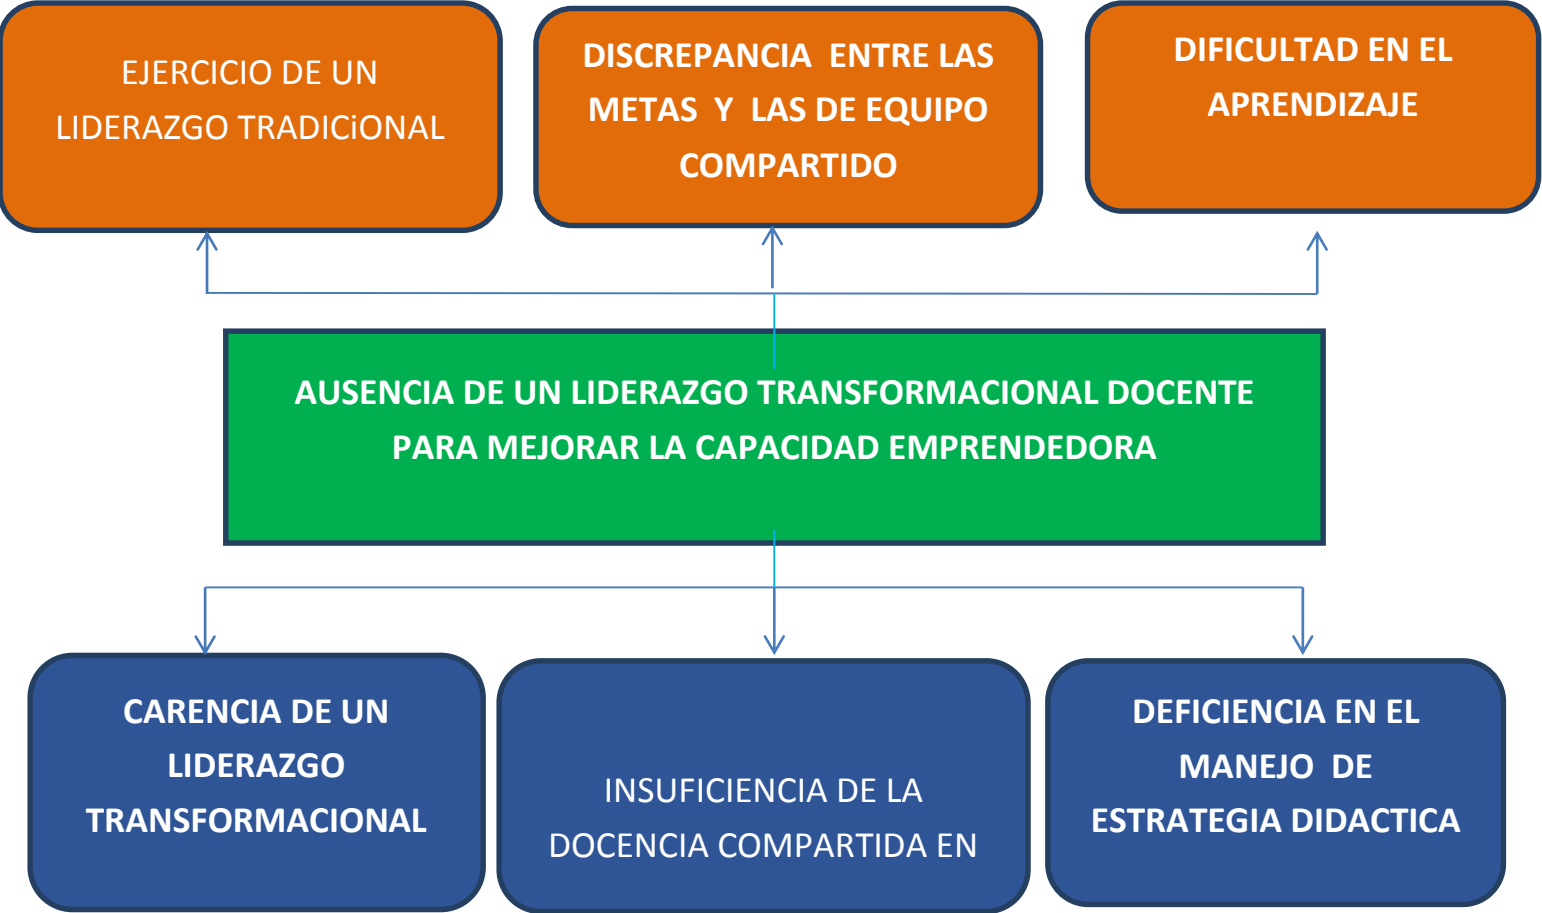 EJERCICIO DE UN
LIDERAZGO TRADICiONAL
DISCREPANCIA ENTRE LAS
METAS Y LAS DE EQUIPO
COMPARTIDO
DIFICULTAD EN EL
APRENDIZAJE
AUSENCIA DE UN LIDERAZGO TRANSFORMACIONAL DOCENTE
PARA MEJORAR LA CAPACIDAD EMPRENDEDORA
CARENCIA DE UN
LIDERAZGO
TRANSFORMACIONAL
INSUFICIENCIA DE LA
DOCENCIA COMPARTIDA EN
DEFICIENCIA EN EL
MANEJO DE
ESTRATEGIA DIDACTICA